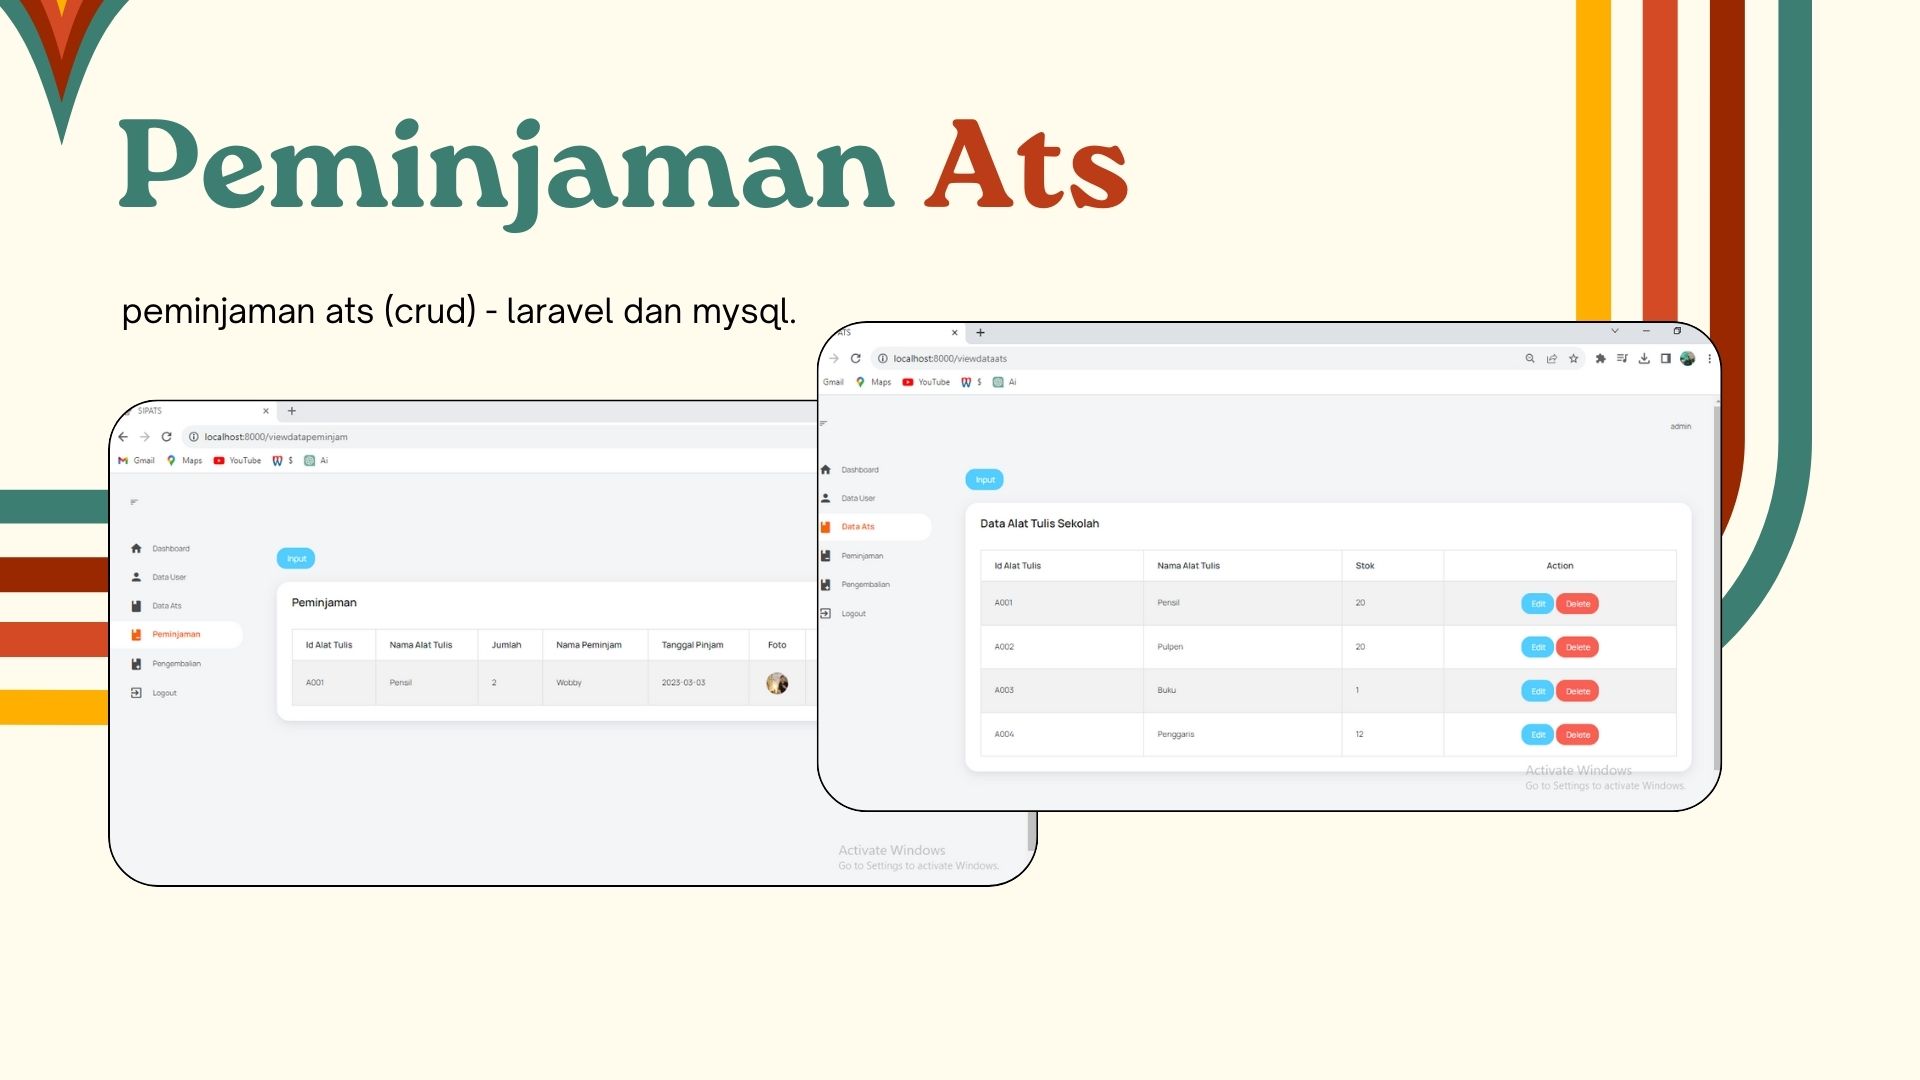 Peminjaman Ats
peminjaman ats (crud) - laravel dan mysql.
SIPATS
localhost:8000/viewdatapeminjam
Gmail Maps YouTube $ Ai
Dashboard
Data User
Data Ats
Peminjaman
Pengembalian
Logout
Input
Peminjaman
Id Alat Tulis Nama Alat Tulis Jumlah Nama Peminjam Tanggal Pinjam Foto
A001 Pensil 2 Wobby 2023-03-03
Activate Windows
Go to Settings to activate Windows.
ATS
localhost:8000/viewdataats
Gmail Maps YouTube $ Ai
admin
Dashboard
Data User
Data Ats
Peminjaman
Pengembalian
Logout
Input
Data Alat Tulis Sekolah
Id Alat Tulis Nama Alat Tulis Stok Action
A001 Pensil 20 Edit Delete
A002 Pulpen 20 Edit Delete
A003 Buku 1 Edit Delete
A004 Penggaris 12 Edit Delete
Activate Windows
Go to Settings to activate Windows.